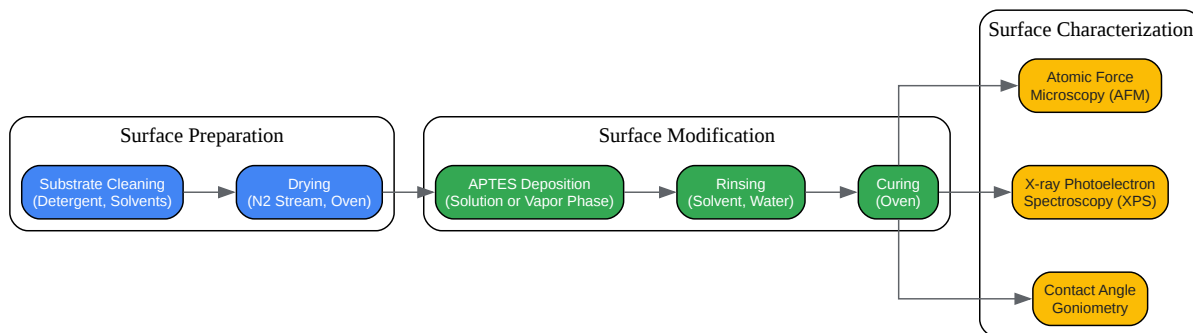 Surface Preparation
Substrate Cleaning
(Detergent, Solvents)
Drying
(N2 Stream, Oven)
Surface Modification
APTES Deposition
(Solution or Vapor Phase)
Rinsing
(Solvent, Water)
Curing
(Oven)
Surface Characterization
Atomic Force
Microscopy (AFM)
X-ray Photoelectron
Spectroscopy (XPS)
Contact Angle
Goniometry